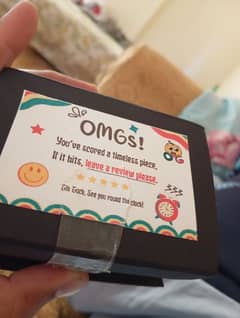 OMGs!
You've scored a timeless piece.
If it hits, leave a review please.
Tik Tock, See you round the clock!